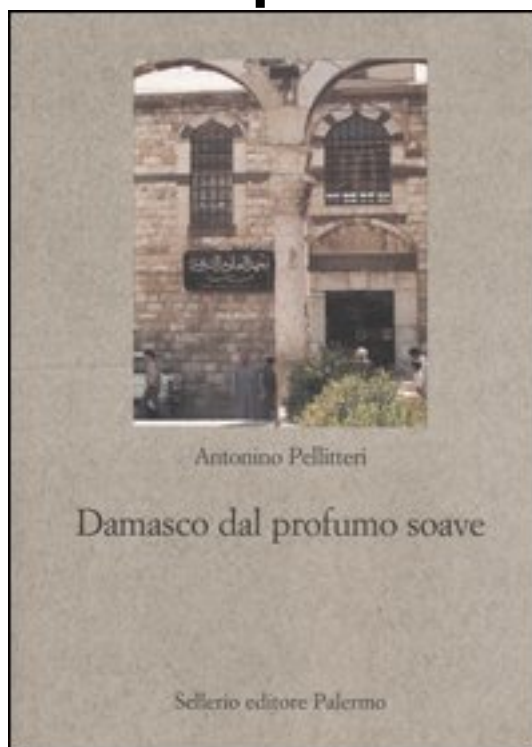 Antonino Pellitteri
Damasco dal profumo soave
Sellerio editore Palermo